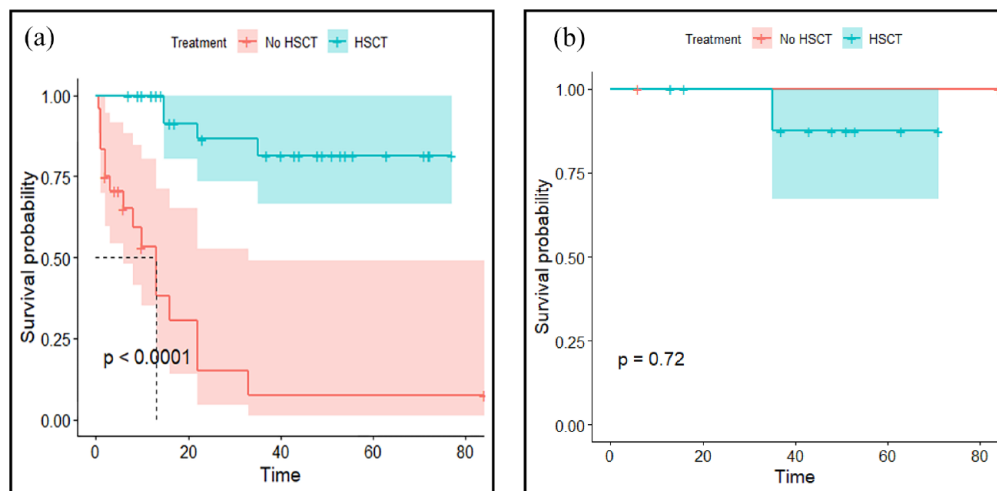 (a)
Treatment No HSCT HSCT
Survival probability
1.00
0.75
0.50
0.25
0.00
p < 0.0001
0 20 40 60 80
Time
(b)
Treatment No HSCT HSCT
Survival probability
1.00
0.75
0.50
0.25
0.00
p = 0.72
0 20 40 60 80
Time